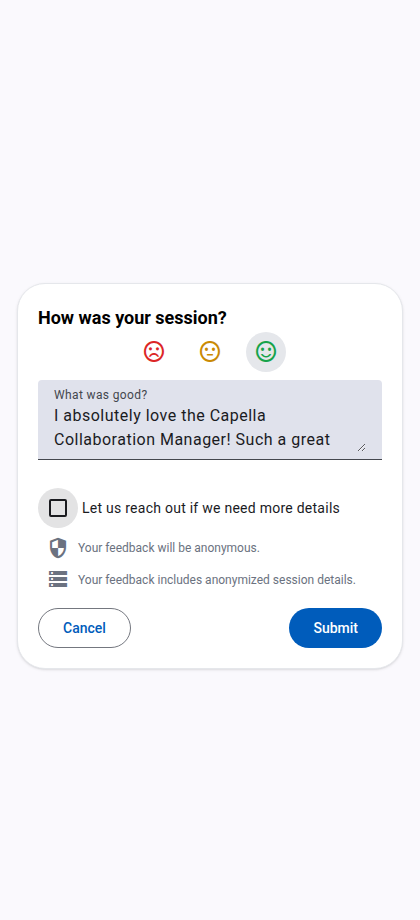 How was your session?
What was good?
I absolutely love the Capella
Collaboration Manager! Such a great
Let us reach out if we need more details
Your feedback will be anonymous.
Your feedback includes anonymized session details.
Cancel
Submit